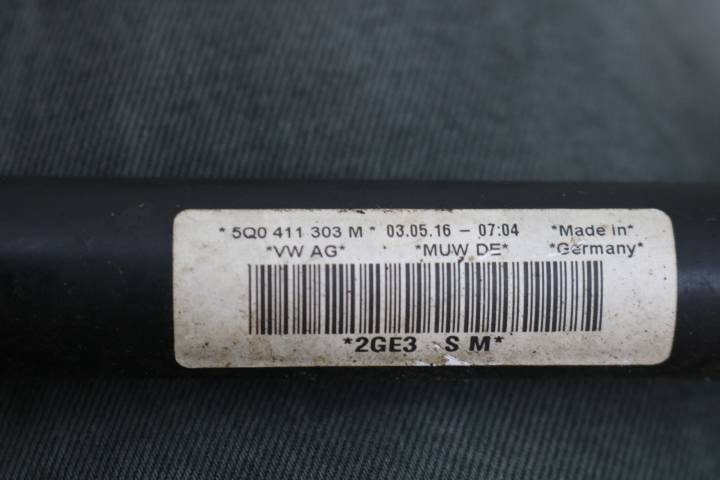 * 5Q0 411 303 M * 03.05.16 – 07:04 *Made in*
*VW AG* *MUW DE* *Germany*
*2GE3 S M*